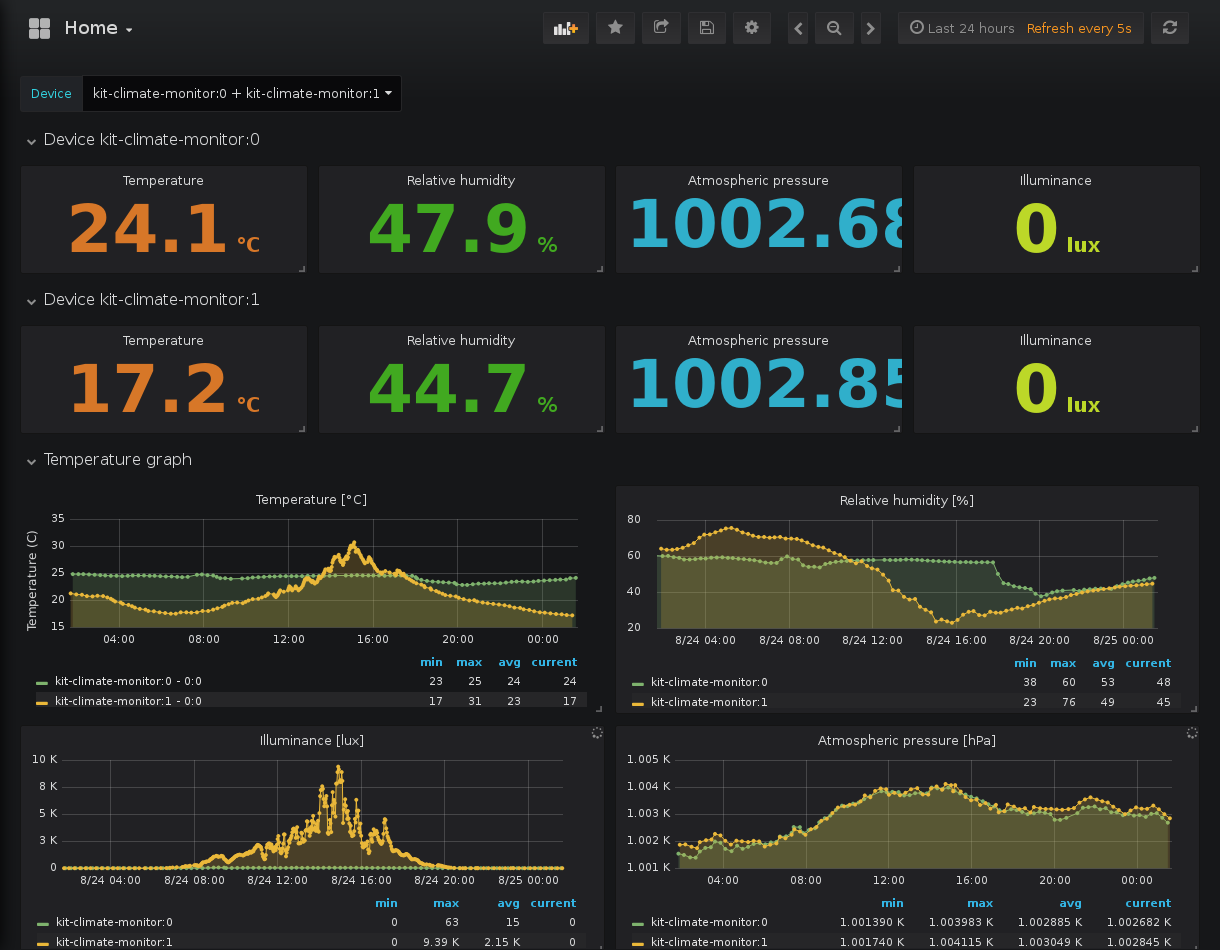 Home
Last 24 hours Refresh every 5s
Device kit-climate-monitor:0 + kit-climate-monitor:1
Device kit-climate-monitor:0
Temperature Relative humidity Atmospheric pressure Illuminance
24.1 °C 47.9 % 1002.68 0 lux
Device kit-climate-monitor:1
Temperature Relative humidity Atmospheric pressure Illuminance
17.2 °C 44.7 % 1002.85 0 lux
Temperature graph
Temperature [°C]
Temperature (C)
35
30
25
20
15
04:00 08:00 12:00 16:00 20:00 00:00
min max avg current
kit-climate-monitor:0 - 0:0 23 25 24 24
kit-climate-monitor:1 - 0:0 17 31 23 17
Relative humidity [%]
80
60
40
20
8/24 04:00 8/24 08:00 8/24 12:00 8/24 16:00 8/24 20:00 8/25 00:00
min max avg current
kit-climate-monitor:0 38 60 53 48
kit-climate-monitor:1 23 76 49 45
Illuminance [lux]
10 K
8 K
5 K
3 K
0
8/24 04:00 8/24 08:00 8/24 12:00 8/24 16:00 8/24 20:00 8/25 00:00
min max avg current
kit-climate-monitor:0 0 63 15 0
kit-climate-monitor:1 0 9.39 K 2.15 K 0
Atmospheric pressure [hPa]
1.005 K
1.004 K
1.003 K
1.002 K
1.001 K
04:00 08:00 12:00 16:00 20:00 00:00
min max avg current
kit-climate-monitor:0 1.001390 K 1.003983 K 1.002885 K 1.002682 K
kit-climate-monitor:1 1.001740 K 1.004115 K 1.003049 K 1.002845 K